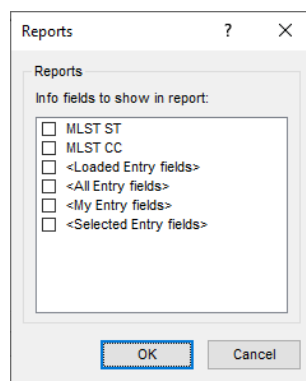 Reports ?
Reports
Info fields to show in report:
MLST ST
MLST CC
<Loaded Entry fields>
<All Entry fields>
<My Entry fields>
<Selected Entry fields>
OK Cancel